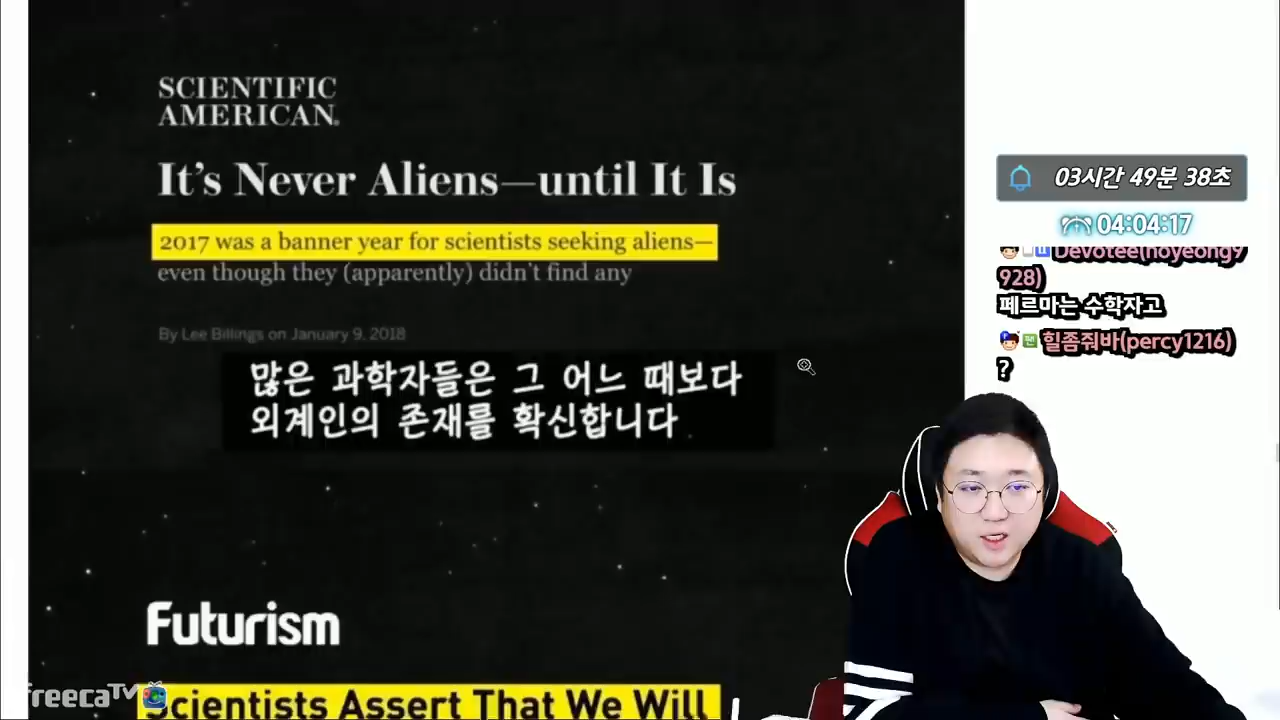 SCIENTIFIC
AMERICAN®
It's Never Aliens—until It Is
2017 was a banner year for scientists seeking aliens—
even though they (apparently) didn't find any
By Lee Billings on January 9, 2018
많은 과학자들은 그 어느 때보다
외계인의 존재를 확신합니다
Futurism
Scientists Assert That We Will
freecaTV
03시간 49분 38초
04:04:17
Devotee(noyeong9
928)
페르마는 수학자고
힐좀줘바(percy1216)
?